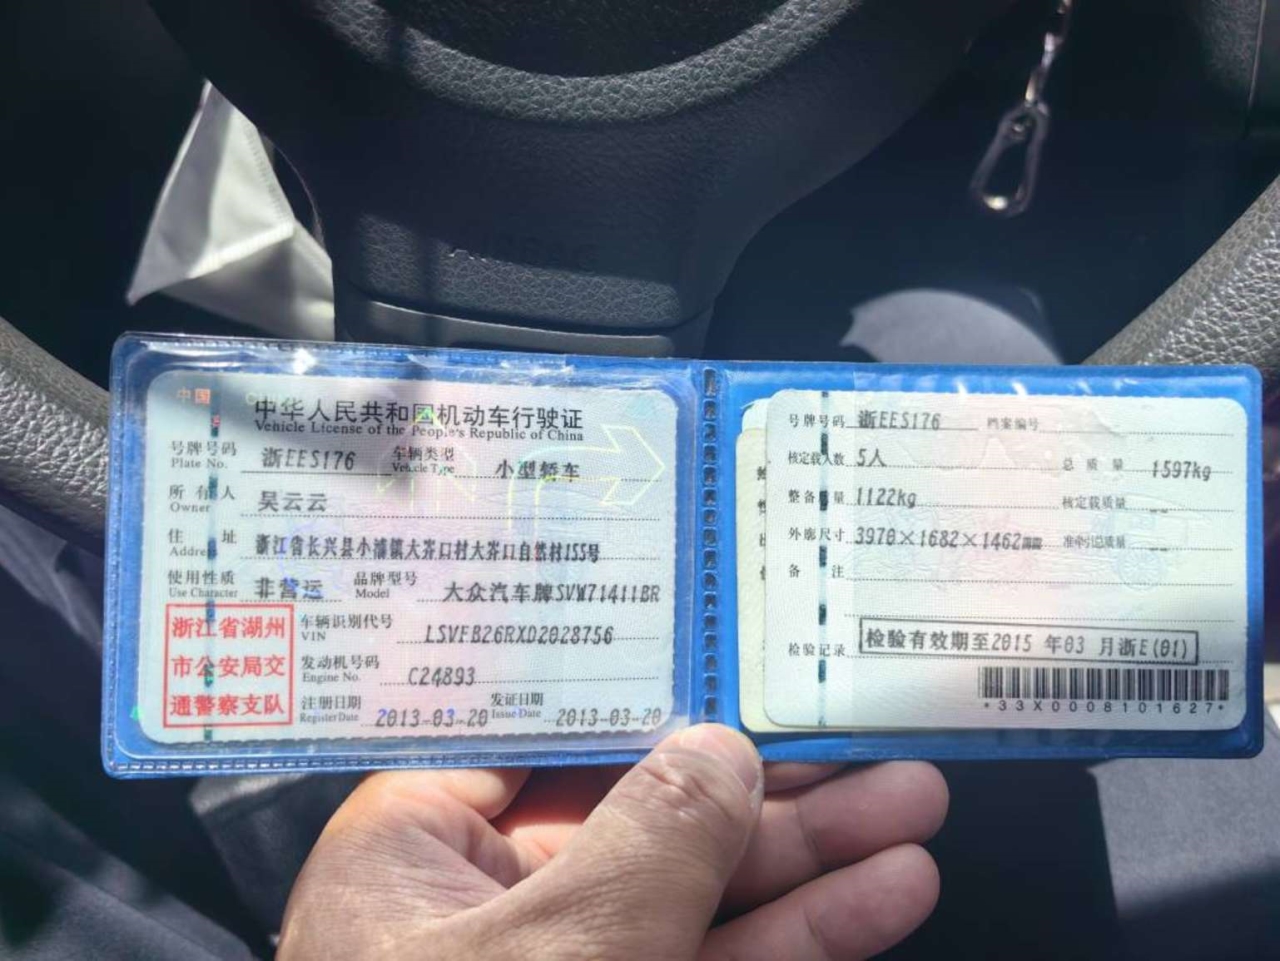 AIRBAG
中国
中华人民共和国机动车行驶证
Vehicle License of the People's Republic of China
号牌号码 浙EES176 车辆类型 小型轿车
Plate No. Vehicle Type
所有人 吴云云
Owner
住址 浙江省长兴县小浦镇大岕口村大岕口自然村155号
Address
使用性质 非营运 品牌型号 大众汽车牌SVW71411BR
Use Character Model
浙江省湖州
市公安局交
通警察支队
车辆识别代号 LSVFB26RXD2028756
VIN
发动机号码 C24893
Engine No.
注册日期 2013-03-20 发证日期 2013-03-20
Register Date Issue Date
号牌号码 浙EES176 档案编号
核定载人数 5人 总质量 1597kg
整备质量 1122kg 核定载质量 --
外廓尺寸 3970×1682×1462 准牵引总质量 --
备注
检验记录 检验有效期至2015年03月浙E(01)
*33X0008101627*